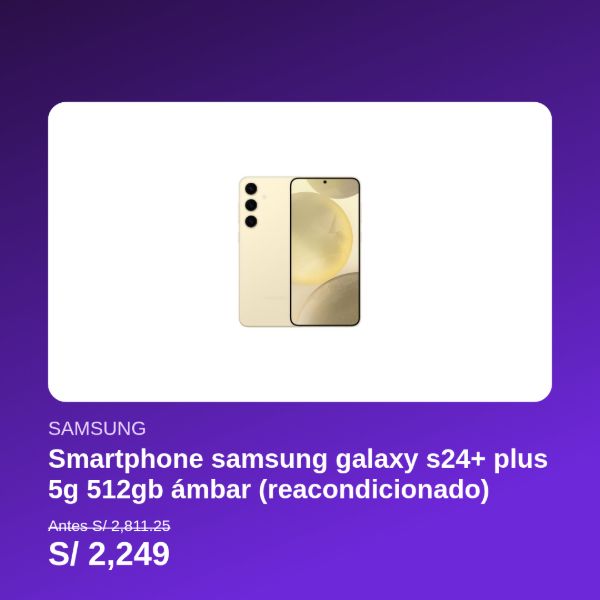 SAMSUNG
Smartphone samsung galaxy s24+ plus
5g 512gb ámbar (reacondicionado)
Antes S/ 2,811.25
S/ 2,249